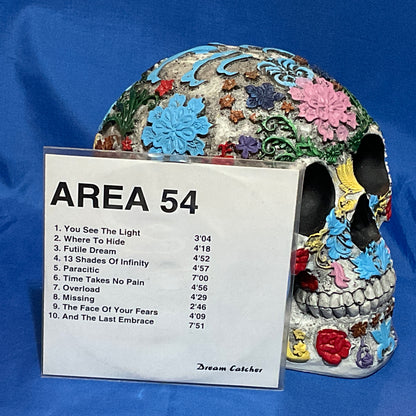 AREA 54
1. You See The Light 3'04
2. Where To Hide 4'18
3. Futile Dream 4'52
4. 13 Shades Of Infinity 4'57
5. Paracitic 7'00
6. Time Takes No Pain 4'56
7. Overload 4'29
8. Missing 2'46
9. The Face Of Your Fears 4'09
10. And The Last Embrace 7'51
Dream Catcher